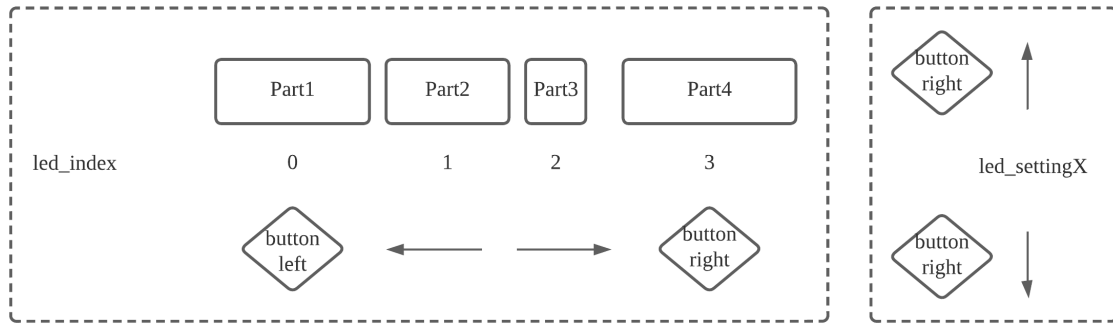 Part1 Part2 Part3 Part4
led_index 0 1 2 3
button
left
button
right
button
right
led_settingX
button
right